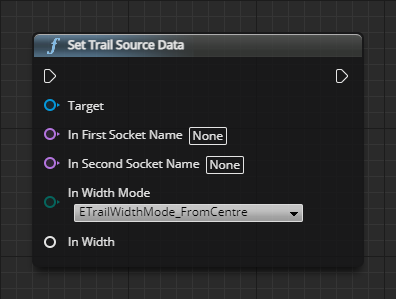 f Set Trail Source Data
Target
In First Socket Name None
In Second Socket Name None
In Width Mode
ETrailWidthMode_FromCentre
In Width